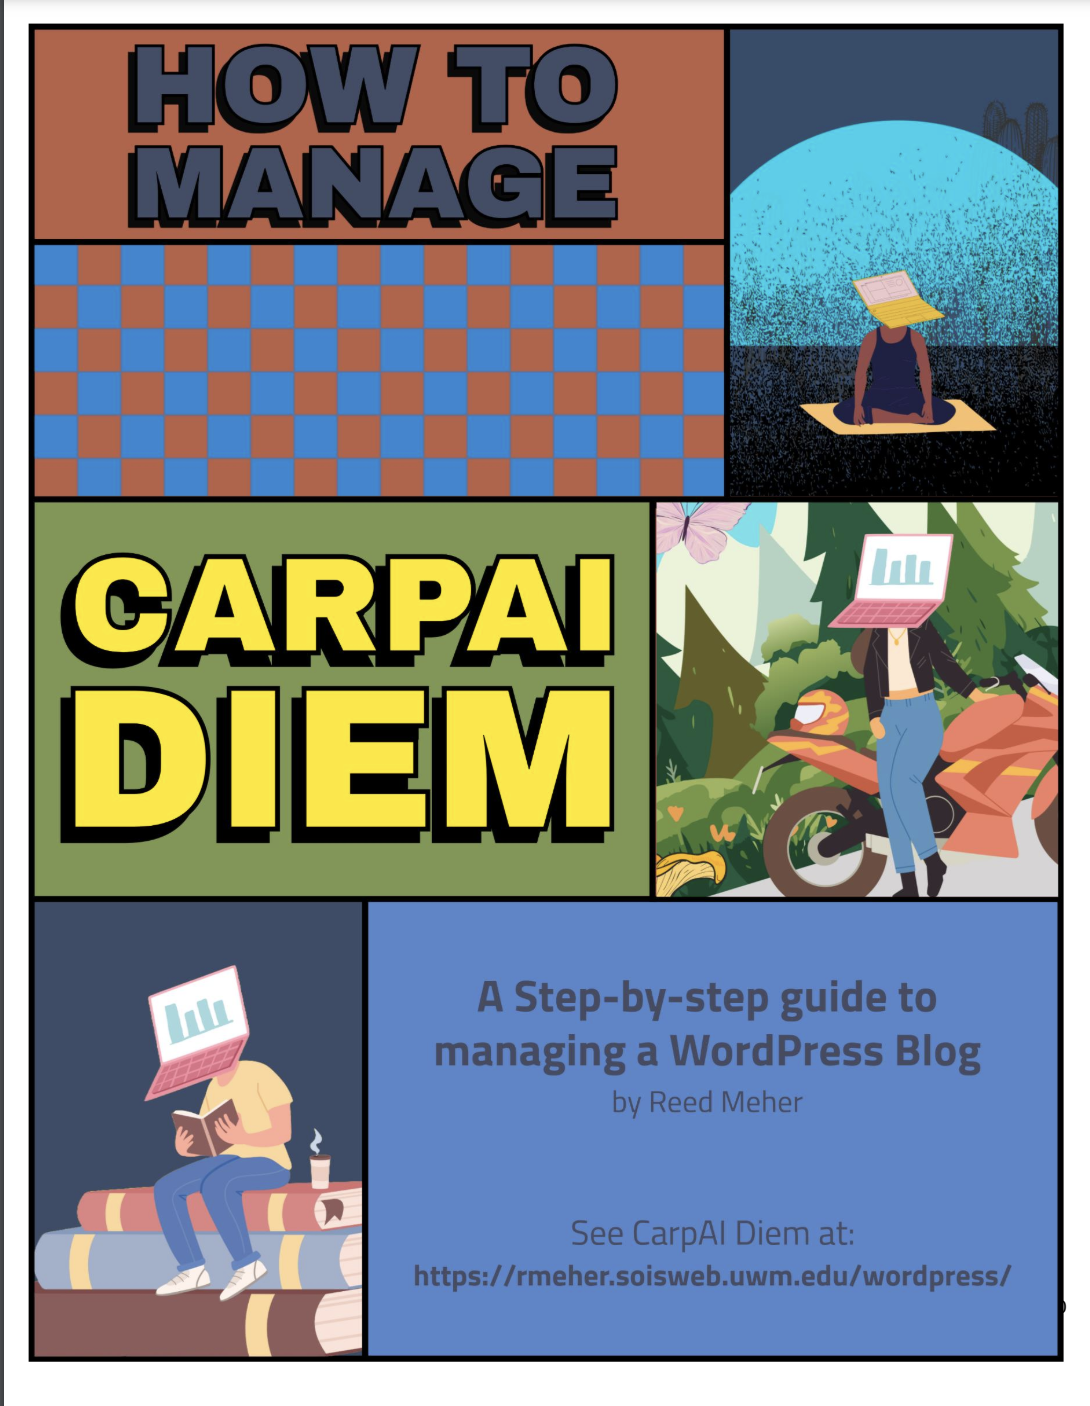 HOW TO
MANAGE
CARPAI
DIEM
A Step-by-step guide to
managing a WordPress Blog
by Reed Meher
See CarpAI Diem at:
https://rmeher.soisweb.uwm.edu/wordpress/